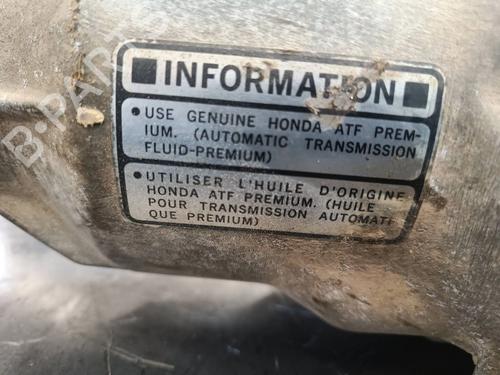 B-PARTS
INFORMATION
• USE GENUINE HONDA ATF PREM-
IUM. (AUTOMATIC TRANSMISSION
FLUID-PREMIUM)
• UTILISER L'HUILE D'ORIGINE
HONDA ATF PREMIUM. (HUILE
POUR TRANSMISSION AUTOMATI
QUE PREMIUM)